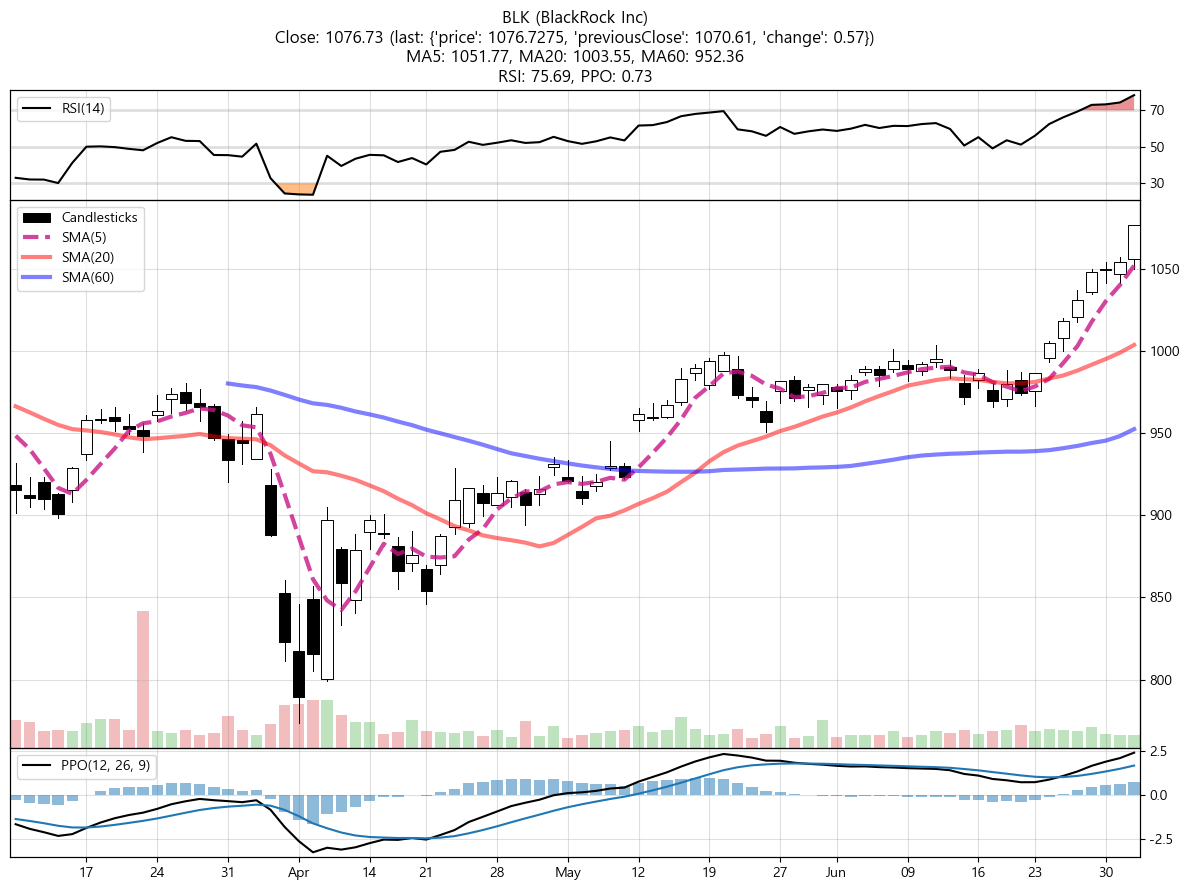 BLK (BlackRock Inc)
Close: 1076.73 (last: {'price': 1076.7275, 'previousClose': 1070.61, 'change': 0.57})
MA5: 1051.77, MA20: 1003.55, MA60: 952.36
RSI: 75.69, PPO: 0.73
RSI(14)
70
50
30
Candlesticks
SMA(5)
SMA(20)
SMA(60)
1050
1000
950
900
850
800
PPO(12, 26, 9)
2.5
0.0
-2.5
17 24 31 Apr 14 21 28 May 12 19 27 Jun 09 16 23 30